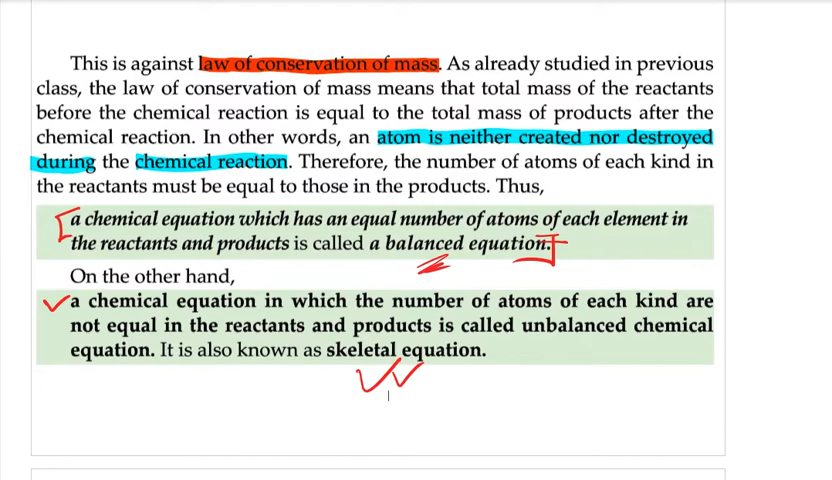 This is against law of conservation of mass. As already studied in previous
class, the law of conservation of mass means that total mass of the reactants
before the chemical reaction is equal to the total mass of products after the
chemical reaction. In other words, an atom is neither created nor destroyed
during the chemical reaction. Therefore, the number of atoms of each kind in
the reactants must be equal to those in the products. Thus,
a chemical equation which has an equal number of atoms of each element in
the reactants and products is called a balanced equation.
On the other hand,
a chemical equation in which the number of atoms of each kind are
not equal in the reactants and products is called unbalanced chemical
equation. It is also known as skeletal equation.